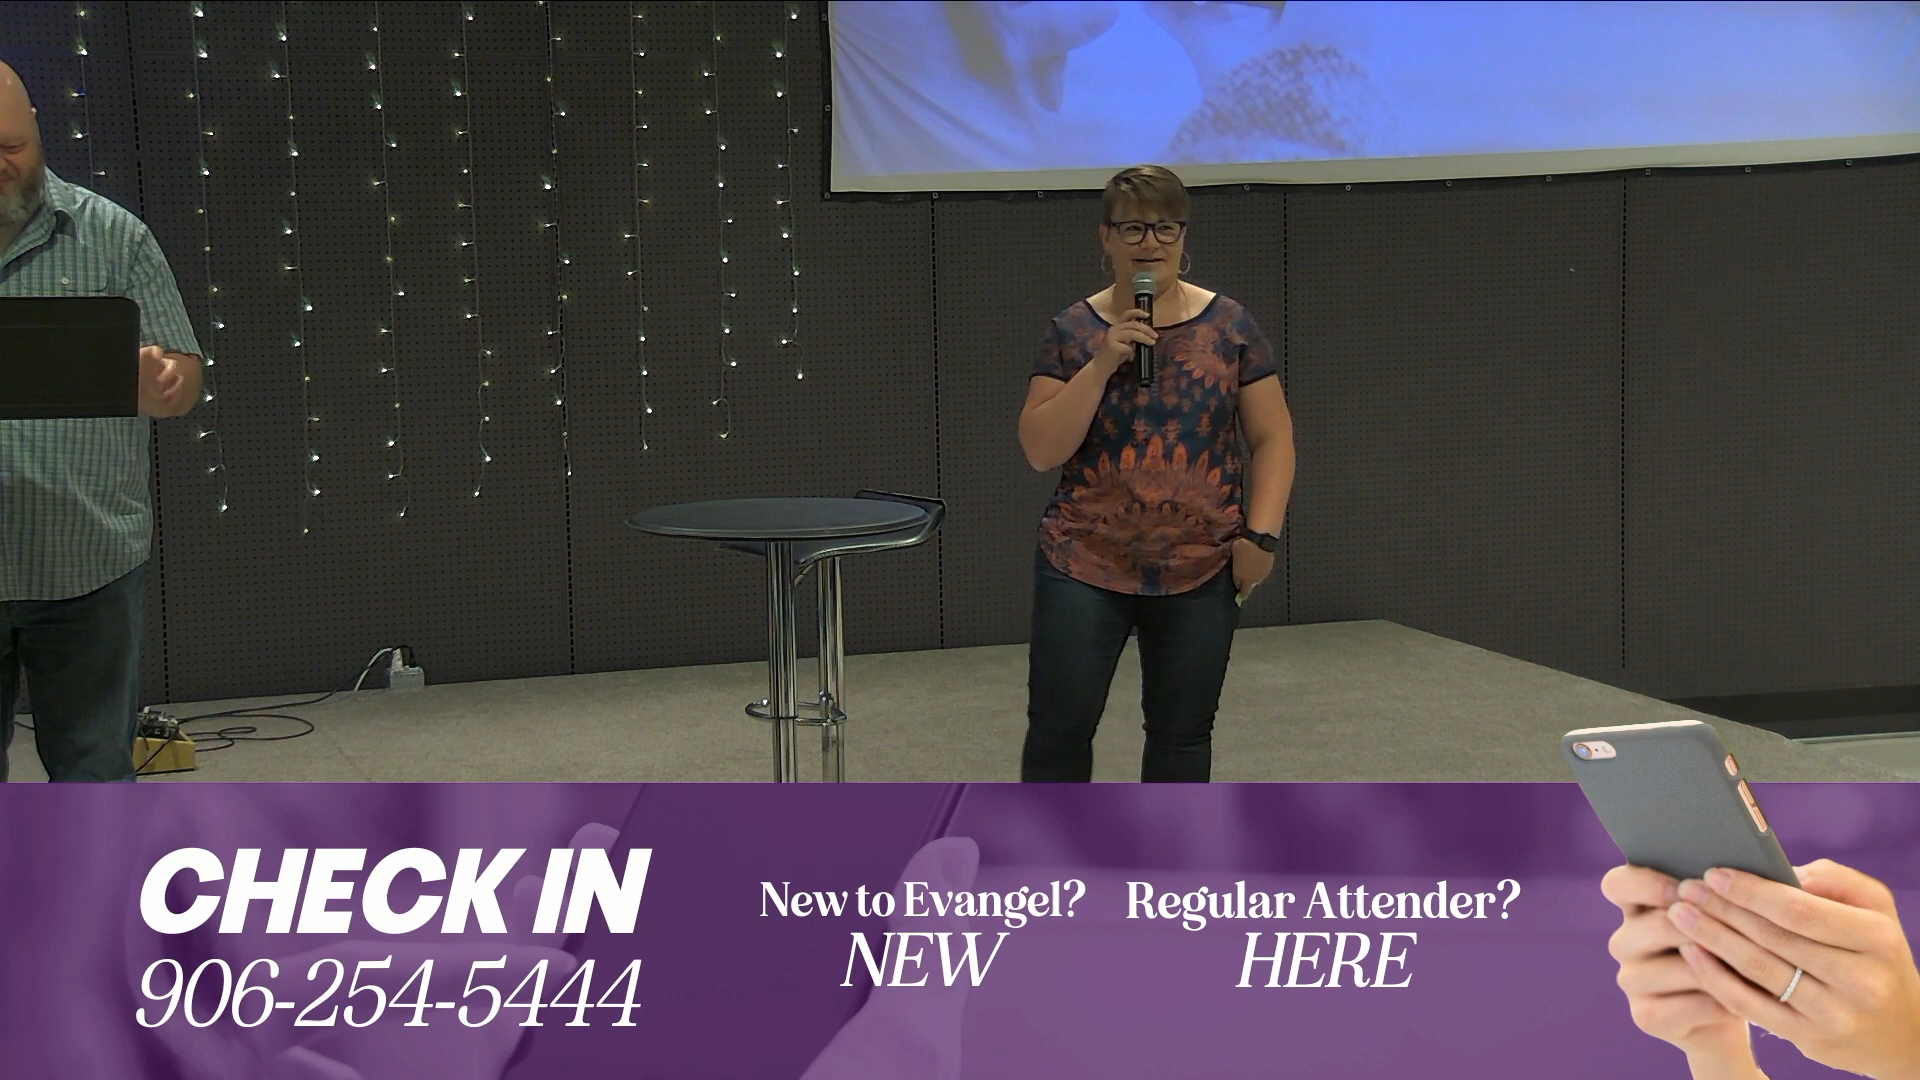 CHECK IN
906-254-5444
New to Evangel?
NEW
Regular Attender?
HERE